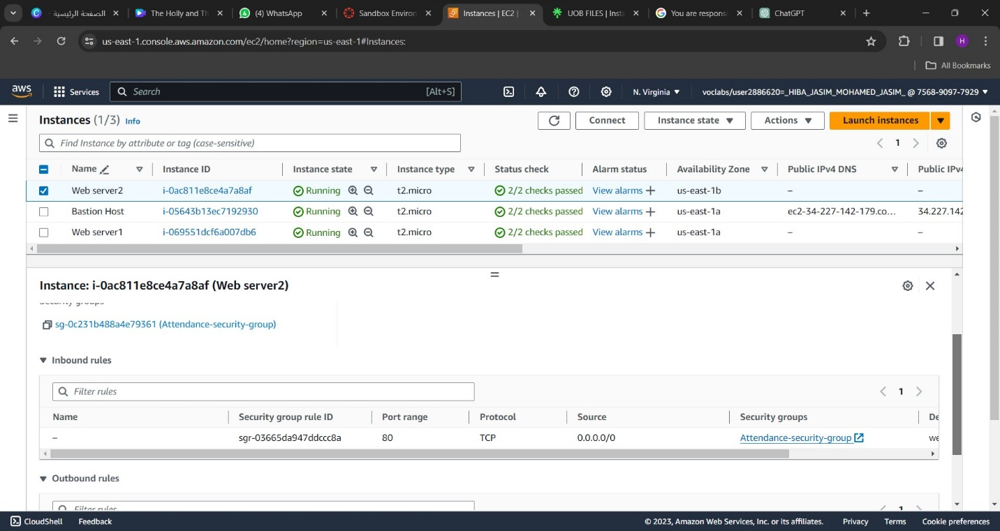 الصفحة الرئيسية - The Holly and Th (4) WhatsApp Sandbox Environ Instances | EC2 | UOB FILES | Insta You are responsi ChatGPT
us-east-1.console.aws.amazon.com/ec2/home?region=us-east-1#Instances: H
All Bookmarks
aws Services Search [Alt+S] N. Virginia voclabs/user2886620=_HIBA_JASIM_MOHAMED_JASIM_ @ 7568-9097-7929
Instances (1/3) Info Connect Instance state Actions Launch instances
Find Instance by attribute or tag (case-sensitive) 1
Name Instance ID Instance state Instance type Status check Alarm status Availability Zone Public IPv4 DNS Public IPv4
Web server2 i-0ac811e8ce4a7a8af Running t2.micro 2/2 checks passed View alarms + us-east-1b – –
Bastion Host i-05643b13ec7192930 Running t2.micro 2/2 checks passed View alarms + us-east-1a ec2-34-227-142-179.co... 34.227.142
Web server1 i-069551dcf6a007db6 Running t2.micro 2/2 checks passed View alarms + us-east-1a – –
Instance: i-0ac811e8ce4a7a8af (Web server2)
Security groups
sg-0c231b488a4e79361 (Attendance-security-group)
Inbound rules
Filter rules 1
Name Security group rule ID Port range Protocol Source Security groups De
– sgr-03665da947ddccc8a 80 TCP 0.0.0.0/0 Attendance-security-group we
Outbound rules
Filter rules 1
CloudShell Feedback © 2023, Amazon Web Services, Inc. or its affiliates. Privacy Terms Cookie preferences